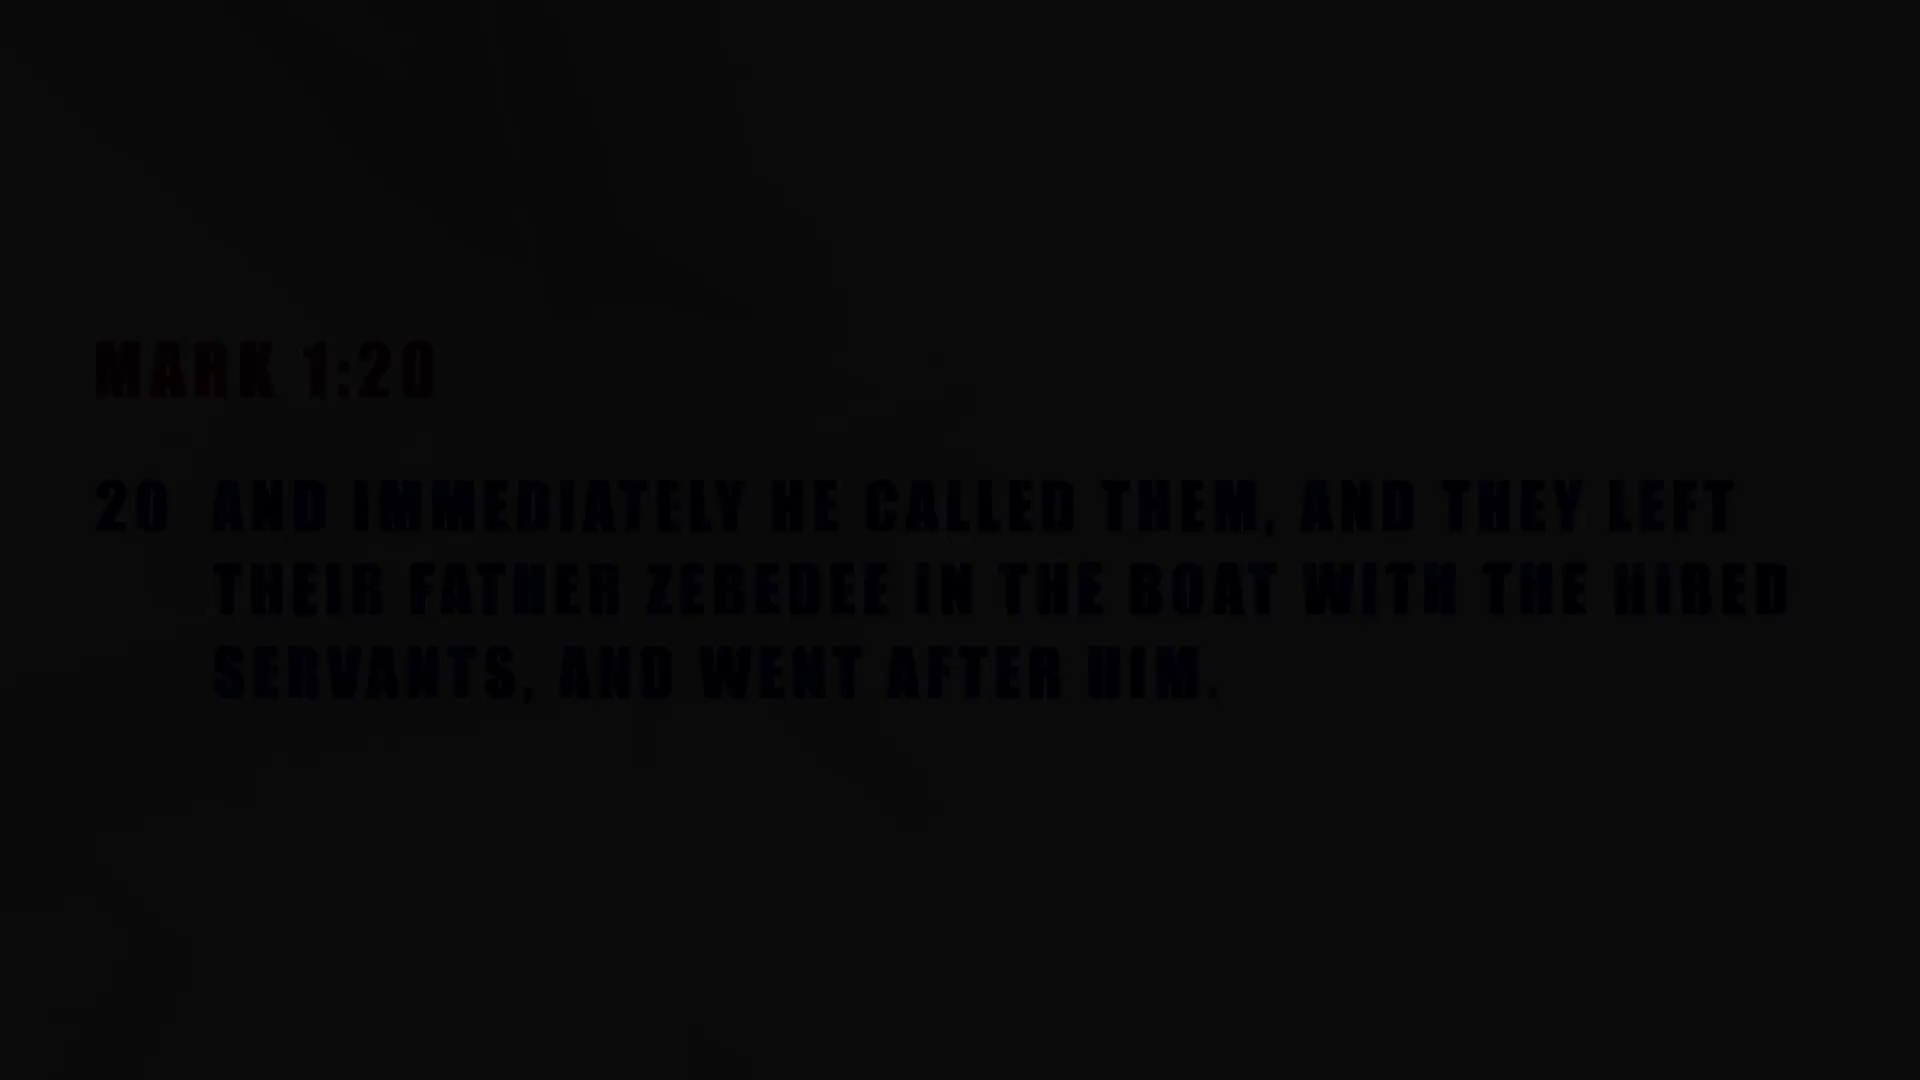 MARK 1:20
20 AND IMMEDIATELY HE CALLED THEM, AND THEY LEFT
THEIR FATHER ZEBEDEE IN THE BOAT WITH THE HIRED
SERVANTS, AND WENT AFTER HIM.